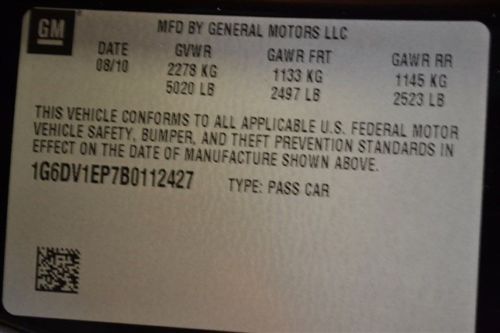 GM
MFD BY GENERAL MOTORS LLC
DATE GVWR GAWR FRT GAWR RR
08/10 2278 KG 1133 KG 1145 KG
5020 LB 2497 LB 2523 LB
THIS VEHICLE CONFORMS TO ALL APPLICABLE U.S. FEDERAL MOTOR
VEHICLE SAFETY, BUMPER, AND THEFT PREVENTION STANDARDS IN
EFFECT ON THE DATE OF MANUFACTURE SHOWN ABOVE.
1G6DV1EP7B0112427 TYPE: PASS CAR